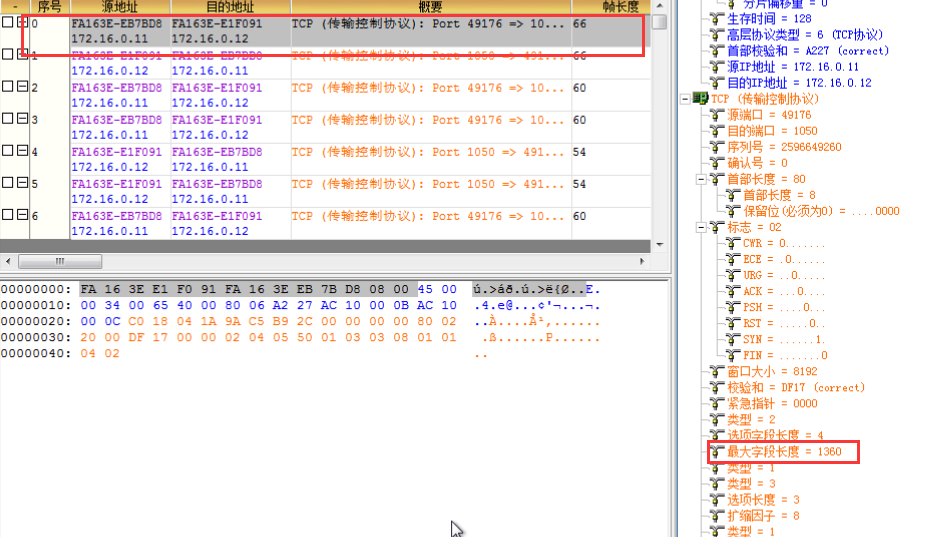 - 序号 源地址 目的地址 概要 帧长度
0 FA163E-EB7BD8 FA163E-E1F091 TCP (传输控制协议): Port 49176 => 10... 66
172.16.0.11 172.16.0.12
1 FA163E-E1F091 FA163E-EB7BD8 TCP (传输控制协议): Port 1050 => 491... 66
172.16.0.12 172.16.0.11
2 FA163E-EB7BD8 FA163E-E1F091 TCP (传输控制协议): Port 49176 => 10... 60
172.16.0.11 172.16.0.12
3 FA163E-EB7BD8 FA163E-E1F091 TCP (传输控制协议): Port 49176 => 10... 60
172.16.0.11 172.16.0.12
4 FA163E-E1F091 FA163E-EB7BD8 TCP (传输控制协议): Port 1050 => 491... 54
172.16.0.12 172.16.0.11
5 FA163E-E1F091 FA163E-EB7BD8 TCP (传输控制协议): Port 1050 => 491... 54
172.16.0.12 172.16.0.11
6 FA163E-EB7BD8 FA163E-E1F091 TCP (传输控制协议): Port 49176 => 10... 60
172.16.0.11 172.16.0.12
00000000: FA 16 3E E1 F0 91 FA 16 3E EB 7B D8 08 00 45 00 ú.>áð.ú.>ë{Ø..E.
00000010: 00 34 00 65 40 00 80 06 A2 27 AC 10 00 0B AC 10 .4.e@...¢'¬...¬.
00000020: 00 0C C0 18 04 1A 9A C5 B9 2C 00 00 00 00 80 02 ..À....Å¹,......
00000030: 20 00 DF 17 00 00 02 04 05 50 01 03 03 08 01 01 .ß......P......
00000040: 04 02 ..
分片偏移量 = 0
生存时间 = 128
高层协议类型 = 6 (TCP协议)
首部校验和 = A227 (correct)
源IP地址 = 172.16.0.11
目的IP地址 = 172.16.0.12
TCP (传输控制协议)
源端口 = 49176
目的端口 = 1050
序列号 = 2596649260
确认号 = 0
首部长度 = 80
首部长度 = 8
保留位(必须为0) = ....0000
标志 = 02
CWR = 0.......
ECE = .0......
URG = ..0.....
ACK = ...0....
PSH = ....0...
RST = .....0..
SYN = ......1.
FIN = .......0
窗口大小 = 8192
校验和 = DF17 (correct)
紧急指针 = 0000
类型 = 2
选项字段长度 = 4
最大字段长度 = 1360
类型 = 1
类型 = 3
选项长度 = 3
扩缩因子 = 8
类型 = 1